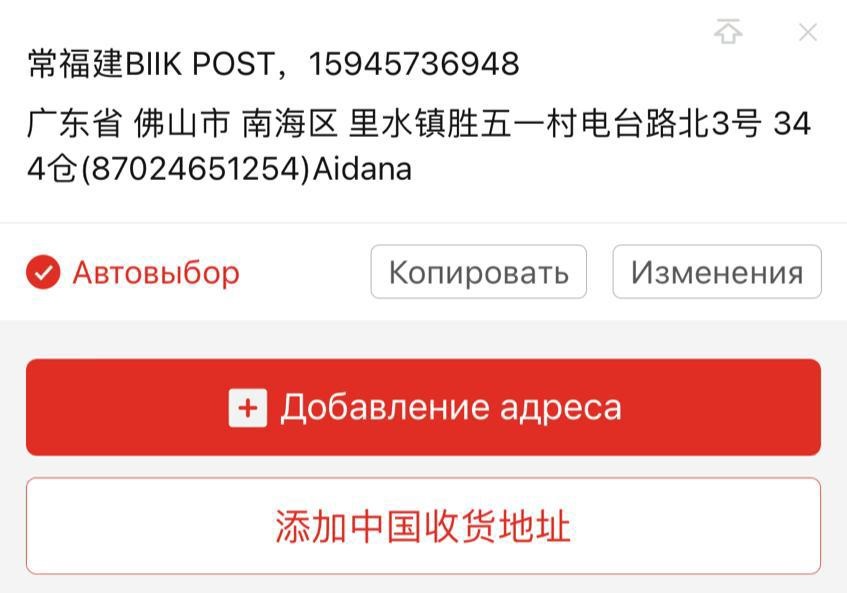 常福建BIIK POST，15945736948
广东省 佛山市 南海区 里水镇胜五一村电台路北3号 34
4仓(87024651254)Aidana
Автовыбор
Копировать
Изменения
Добавление адреса
添加中国收货地址